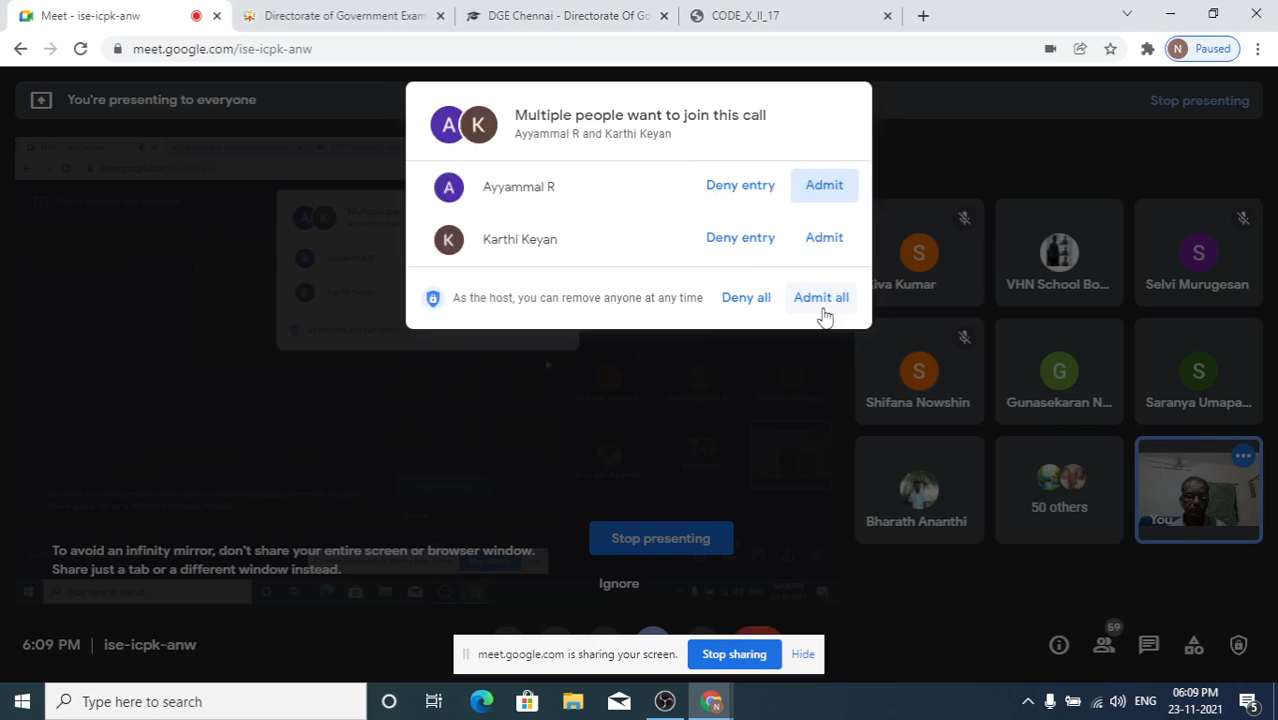 Meet - ise-icpk-anw
Directorate of Government Exam
DGE Chennai - Directorate Of Go
CODE_X_II_17
meet.google.com/ise-icpk-anw
N Paused
You're presenting to everyone
Stop presenting
A K
Multiple people want to join this call
Ayyammal R and Karthi Keyan
A Ayyammal R Deny entry Admit
K Karthi Keyan Deny entry Admit
As the host, you can remove anyone at any time Deny all Admit all
S
Kumar
VHN School Bo...
S
Selvi Murugesan
S
Shifana Nowshin
G
Gunasekaran N...
S
Saranya Umapa...
Bharath Ananthi
50 others
You
To avoid an infinity mirror, don't share your entire screen or browser window.
Share just a tab or a different window instead.
Stop presenting
Ignore
6:09 PM | ise-icpk-anw
59
meet.google.com is sharing your screen. Stop sharing Hide
Type here to search
N
ENG
06:09 PM
23-11-2021
5